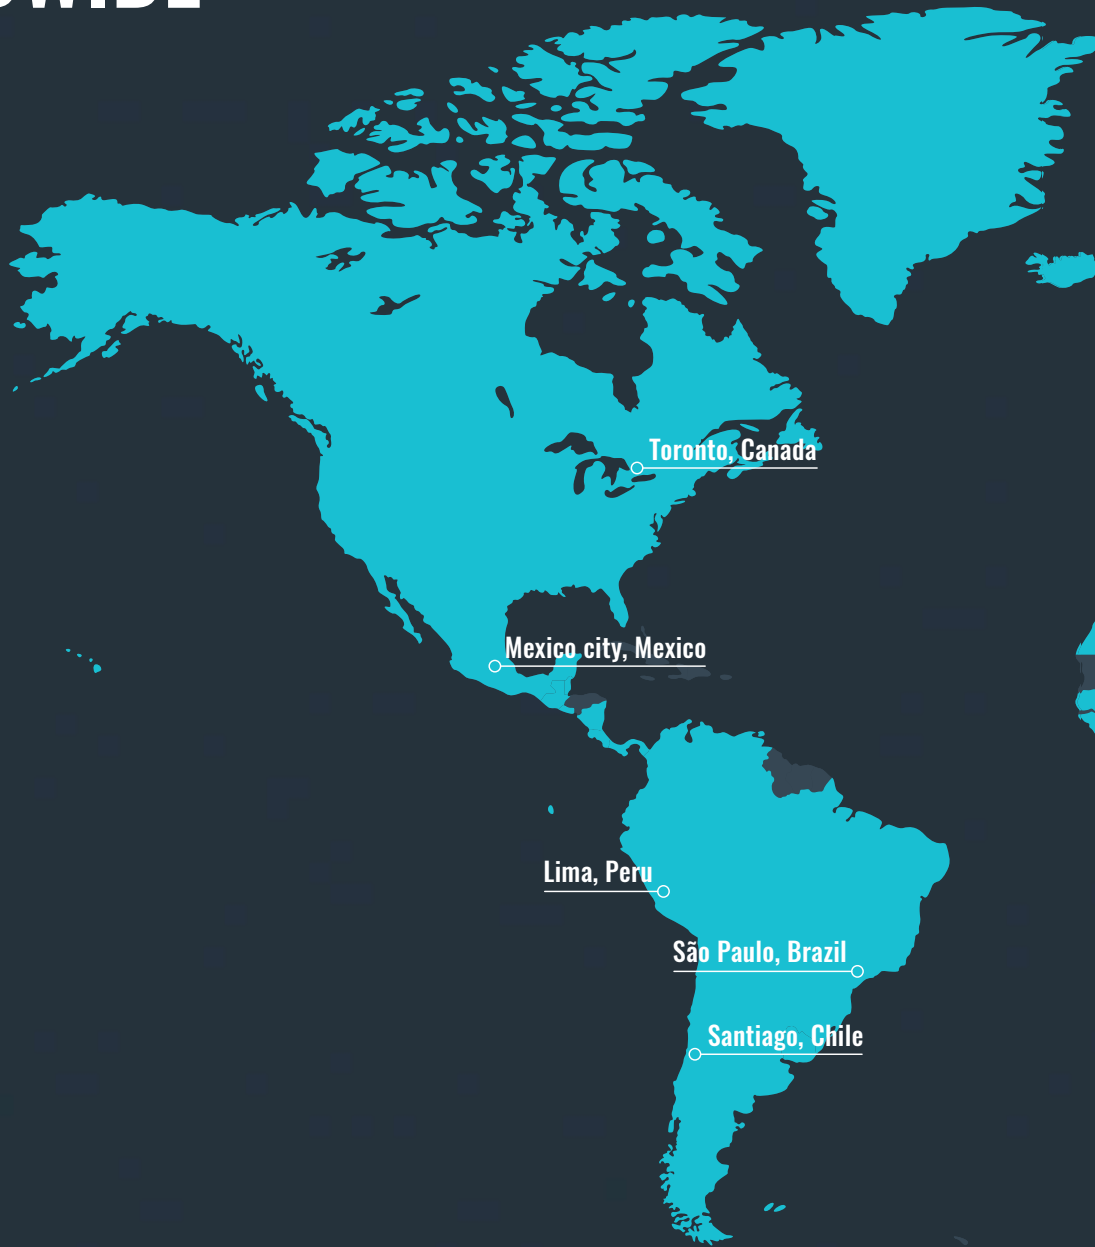 Toronto, Canada
Mexico city, Mexico
Lima, Peru
São Paulo, Brazil
Santiago, Chile